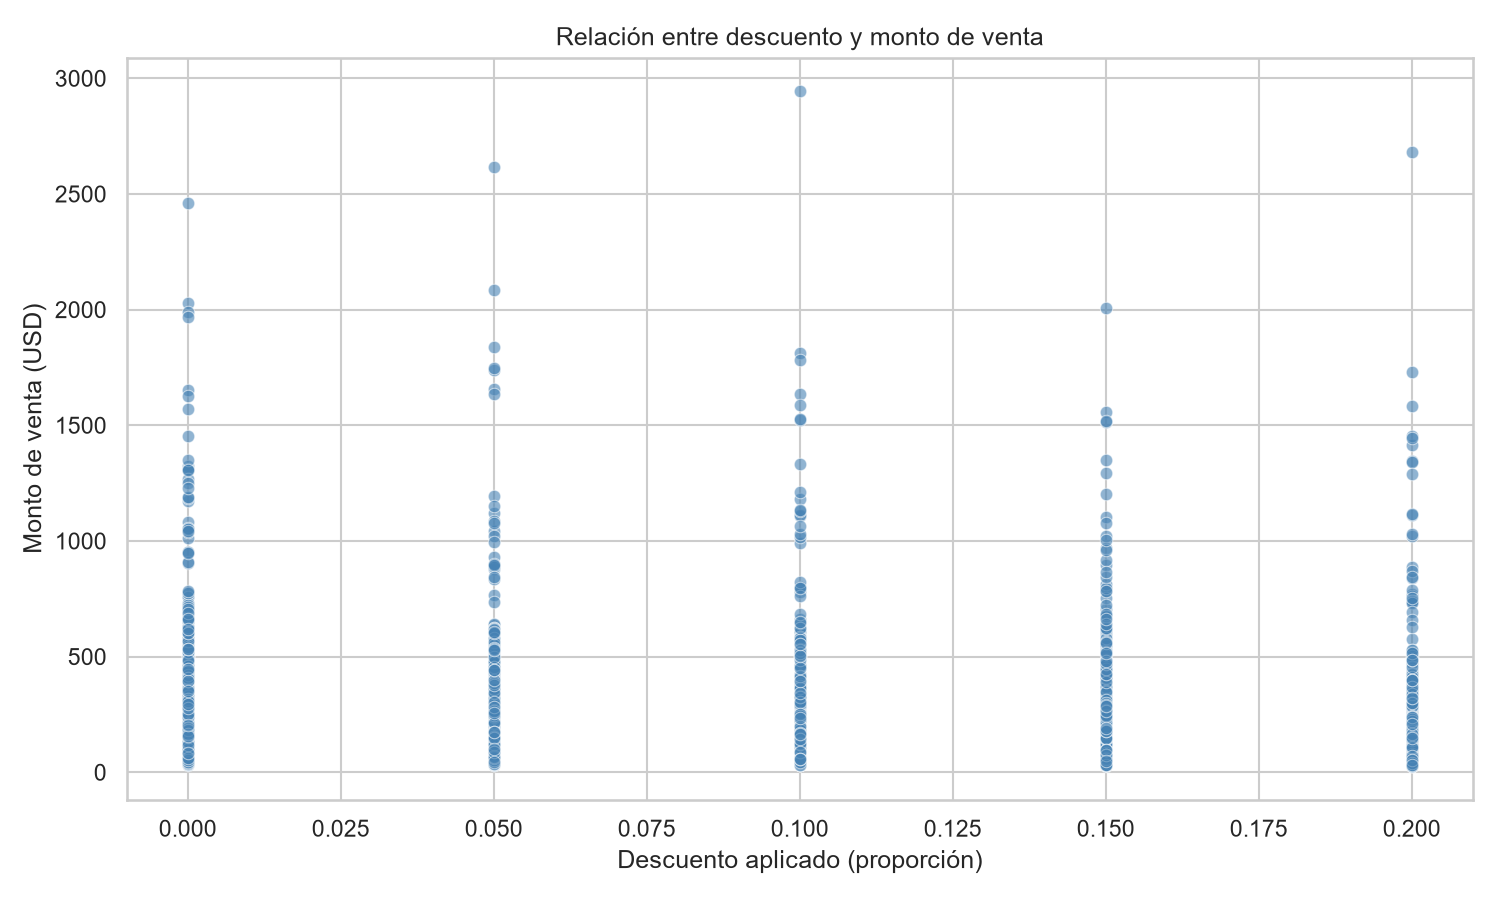 Relación entre descuento y monto de venta
3000
2500
2000
1500
1000
500
0
Monto de venta (USD)
0.000 0.025 0.050 0.075 0.100 0.125 0.150 0.175 0.200
Descuento aplicado (proporción)